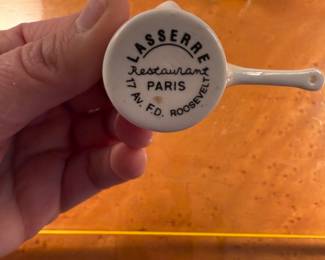 LASSERRE
Restaurant
PARIS
17 Av. F.D. ROOSEVELT